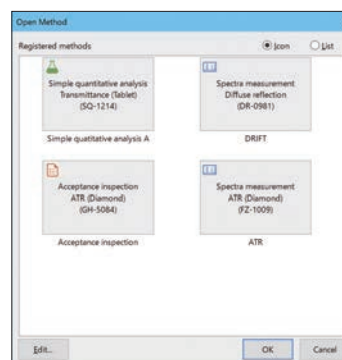 Open Method
Registered methods
Icon
List
Simple quantitative analysis
Transmittance (Tablet)
(SQ-1214)
Simple quatitative analysis A
Spectra measurement
Diffuse reflection
(DR-0981)
DRIFT
Acceptance inspection
ATR (Diamond)
(GH-5084)
Acceptance inspection
Spectra measurement
ATR (Diamond)
(FZ-1009)
ATR
Edit...
OK
Cancel